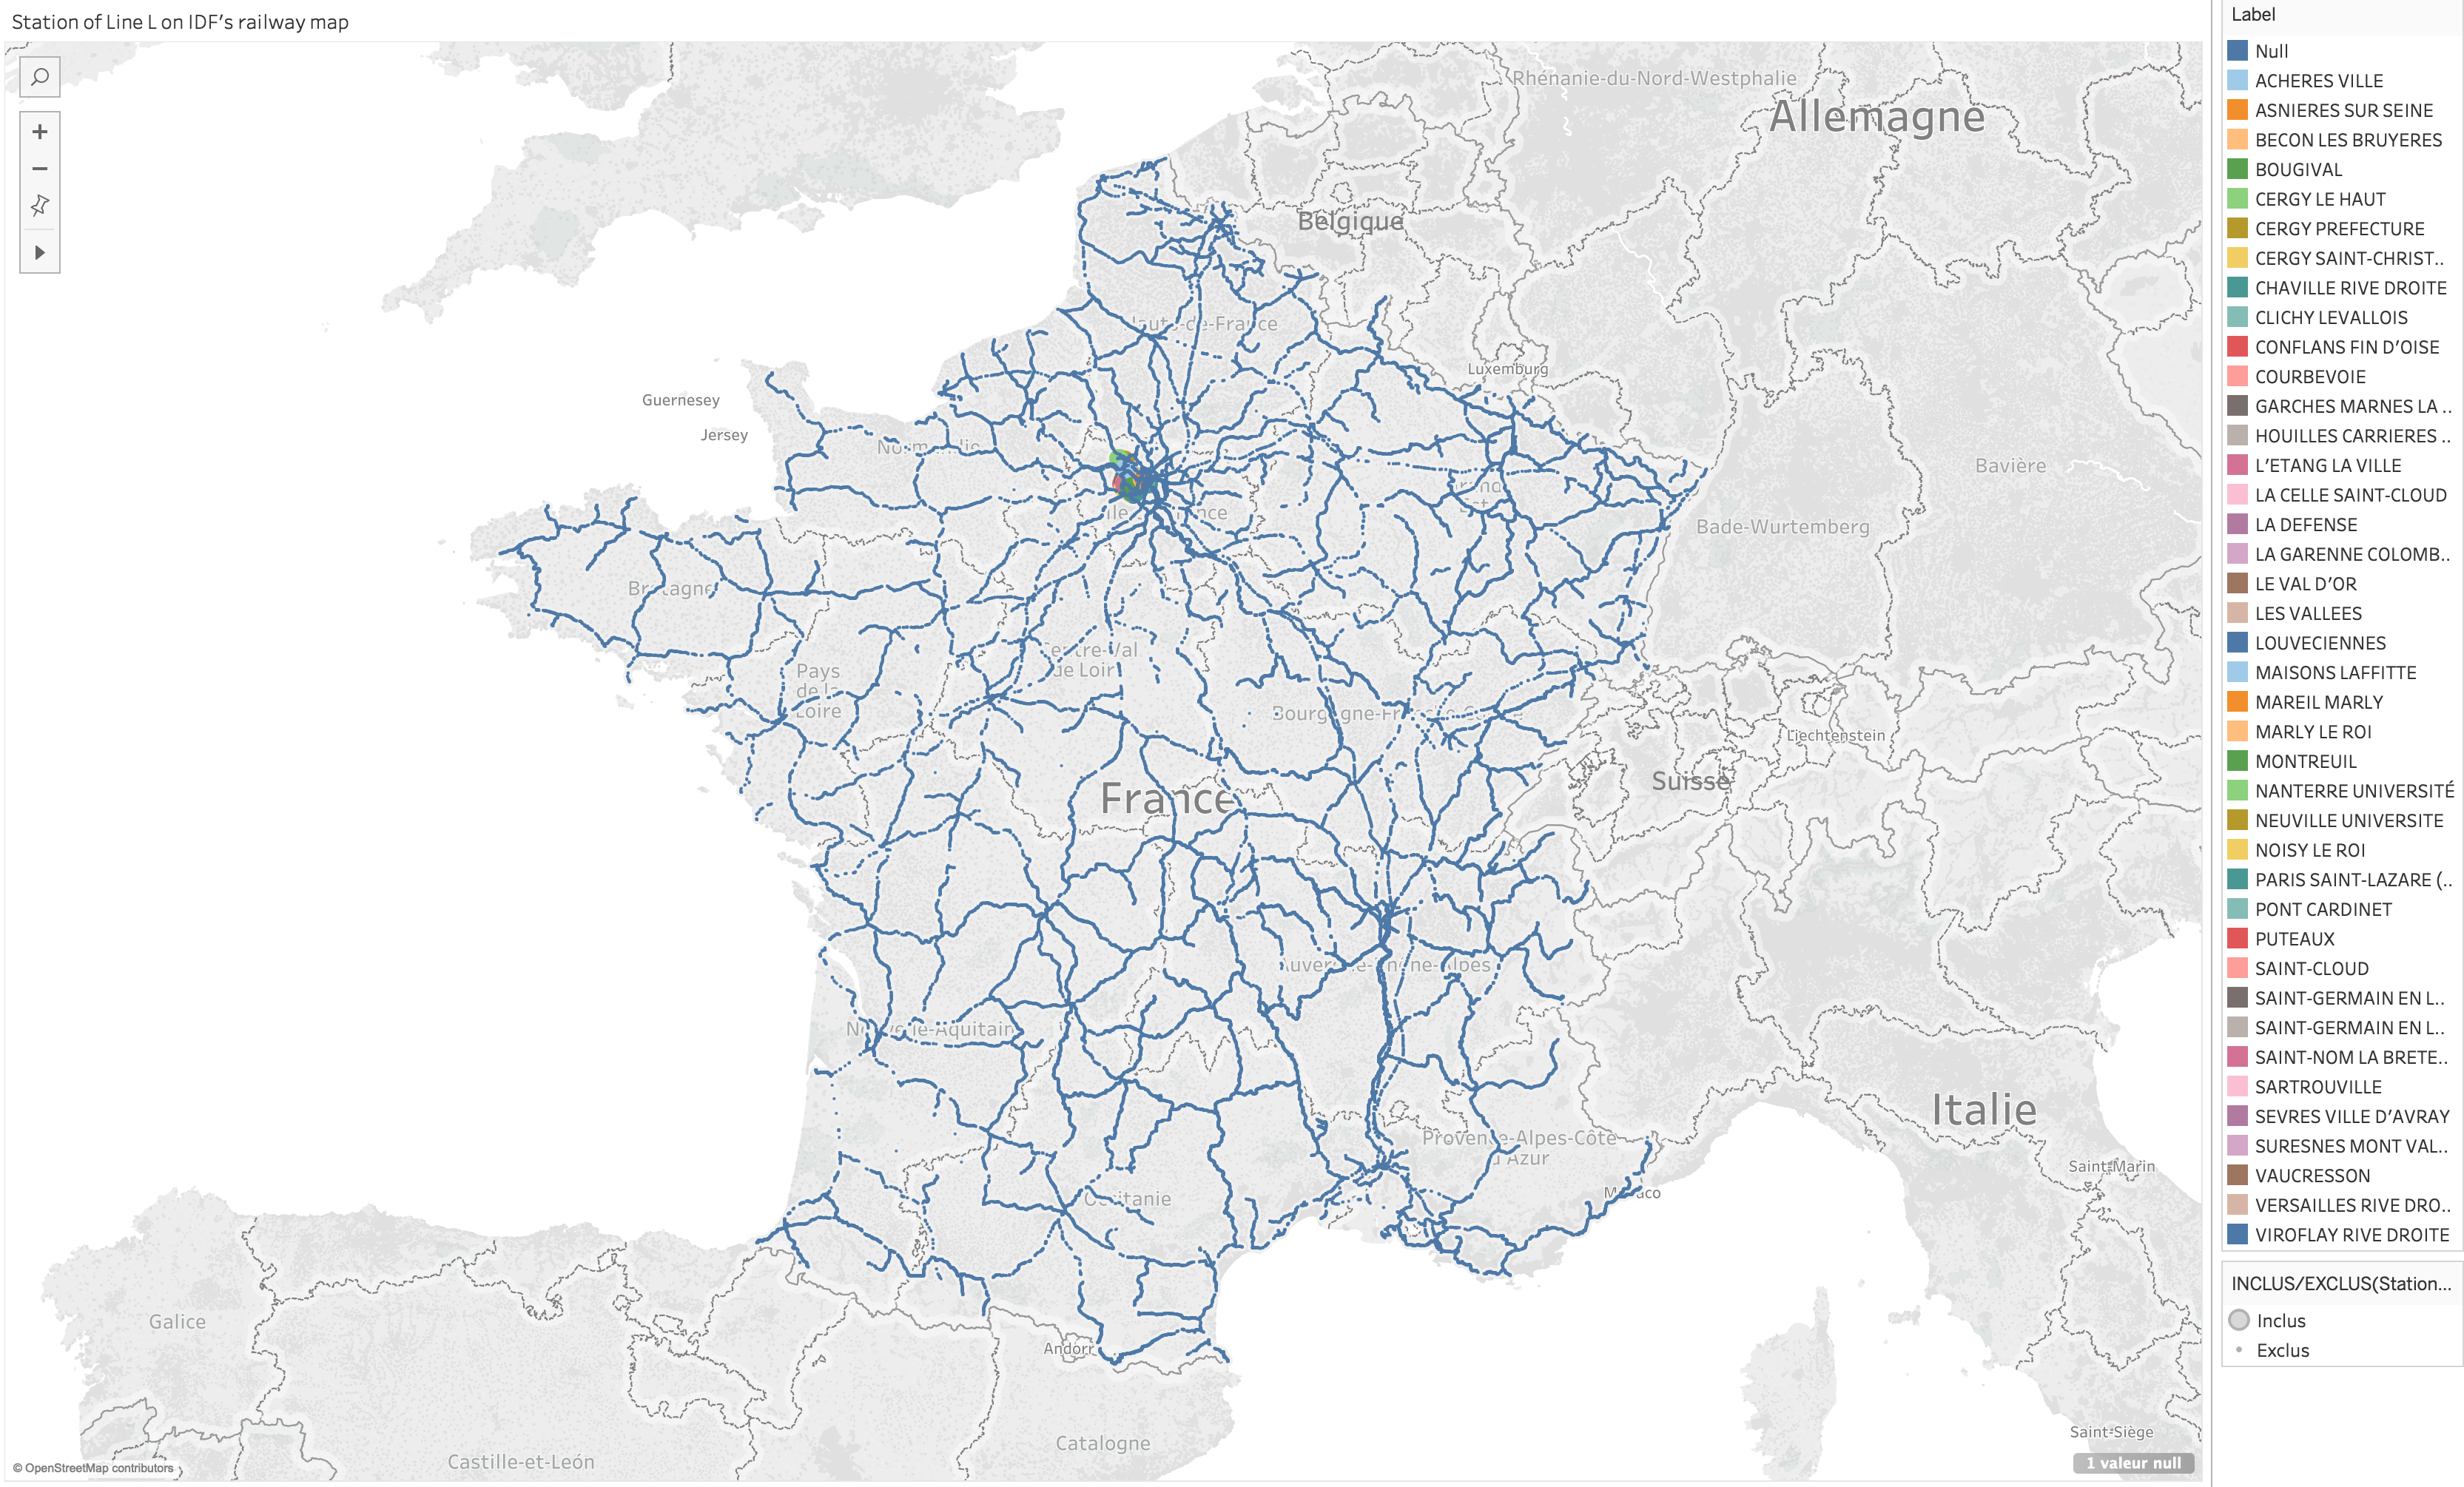 Station of Line L on IDF's railway map
Rhénanie-du-Nord-Westphalie
Allemagne
Belgique
Hauts-de-France
Luxemburg
Guernesey
Jersey
Normandie
Bavière
Grand
Est
Île-de-France
Bade-Wurtemberg
Bretagne
Centre-Val
de Loire
Pays
de la
Loire
Bourgogne-Franche-Comté
Liechtenstein
Suisse
France
Auvergne-Rhône-Alpes
Nouvelle-Aquitaine
Italie
Provence-Alpes-Côte
d'Azur
Saint-Marin
Monaco
Occitanie
Galice
Andorre
Catalogne
Saint-Siège
Castille-et-León
© OpenStreetMap contributors
1 valeur null
Label
Null
ACHERES VILLE
ASNIERES SUR SEINE
BECON LES BRUYERES
BOUGIVAL
CERGY LE HAUT
CERGY PREFECTURE
CERGY SAINT-CHRIST..
CHAVILLE RIVE DROITE
CLICHY LEVALLOIS
CONFLANS FIN D'OISE
COURBEVOIE
GARCHES MARNES LA ..
HOUILLES CARRIERES ..
L'ETANG LA VILLE
LA CELLE SAINT-CLOUD
LA DEFENSE
LA GARENNE COLOMB..
LE VAL D'OR
LES VALLEES
LOUVECIENNES
MAISONS LAFFITTE
MAREIL MARLY
MARLY LE ROI
MONTREUIL
NANTERRE UNIVERSITÉ
NEUVILLE UNIVERSITE
NOISY LE ROI
PARIS SAINT-LAZARE (..
PONT CARDINET
PUTEAUX
SAINT-CLOUD
SAINT-GERMAIN EN L..
SAINT-GERMAIN EN L..
SAINT-NOM LA BRETE..
SARTROUVILLE
SEVRES VILLE D'AVRAY
SURESNES MONT VAL..
VAUCRESSON
VERSAILLES RIVE DRO..
VIROFLAY RIVE DROITE
INCLUS/EXCLUS(Station...
Inclus
Exclus